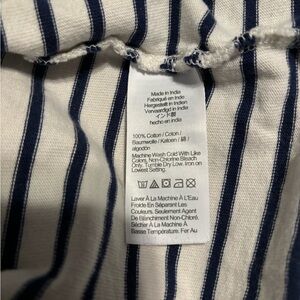 Made in India
Fabriqué en Inde
Hergestellt in Indien
Vervaardigd in India
インド製
hecho en india
100% Cotton / Coton /
Baumwolle / Katoen / 綿 /
algodón
Machine Wash Cold With Like
Colors, Non-Chlorine Bleach
Only. Tumble Dry Low. Iron on
Lowest Setting.
Laver À La Machine À L'Eau
Froide En Séparant Les
Couleurs. Seulement Agent
De Blanchiment Non-Chloré.
Sécher À La Machine À
Basse Température. Fer Au